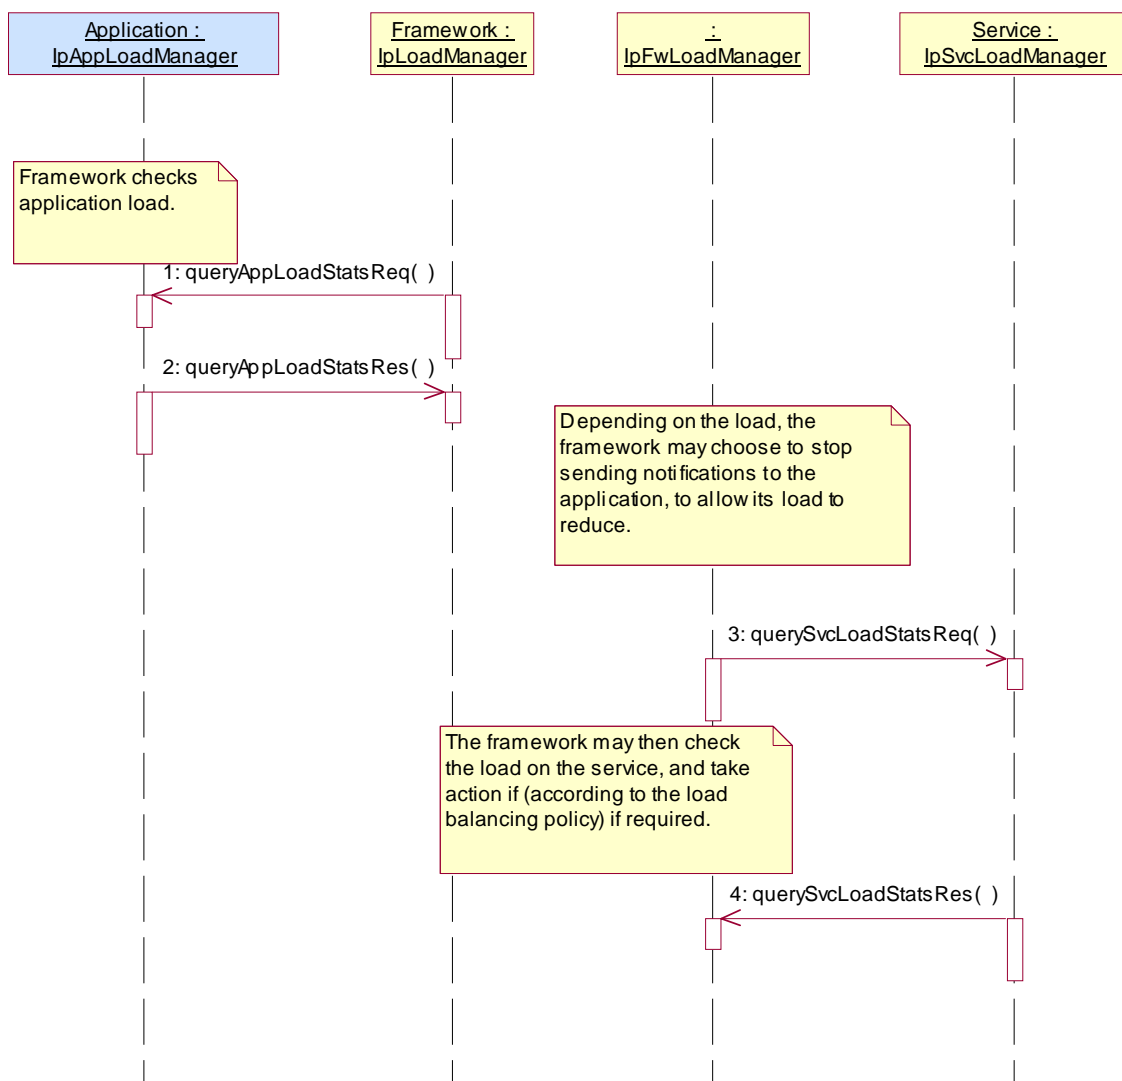 Application :
IpAppLoadManager
Framework :
IpLoadManager
:
IpFwLoadManager
Service :
IpSvcLoadManager
Framework checks
application load.
1: queryAppLoadStatsReq( )
2: queryAppLoadStatsRes( )
Depending on the load, the
framework may choose to stop
sending notifications to the
application, to allow its load to
reduce.
3: querySvcLoadStatsReq( )
The framework may then check
the load on the service, and take
action if (according to the load
balancing policy) if required.
4: querySvcLoadStatsRes( )